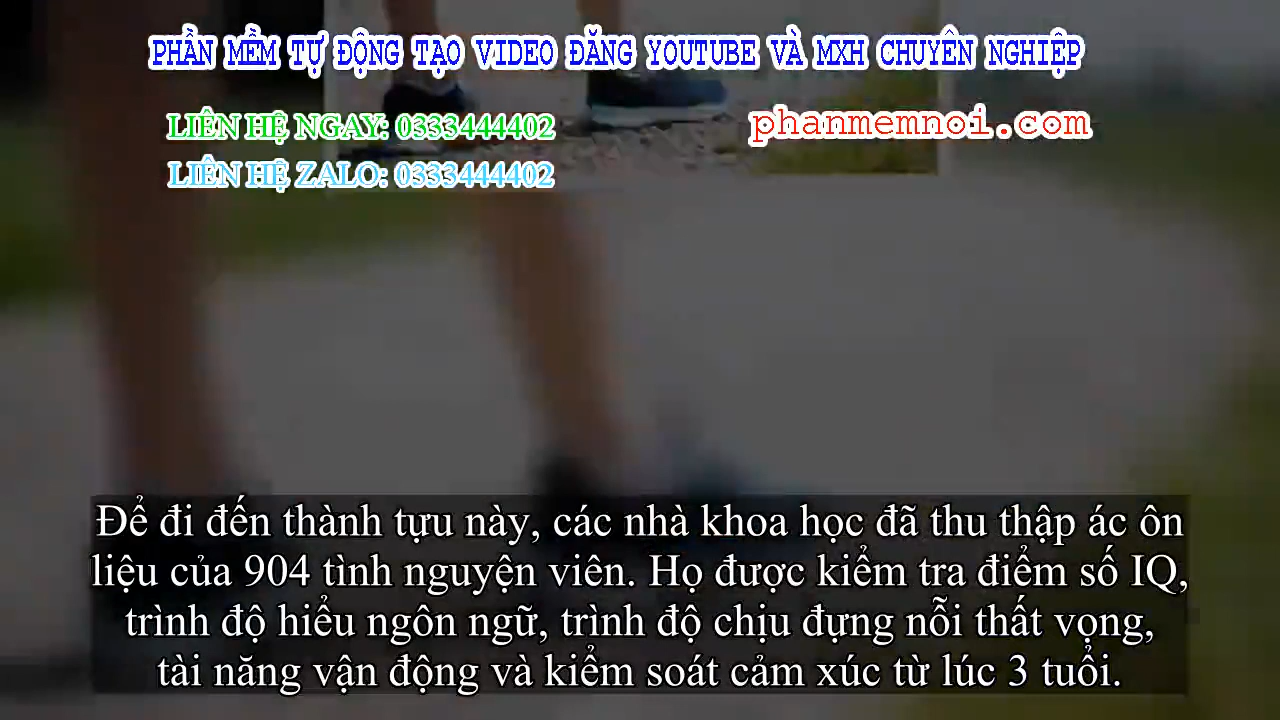 PHẦN MỀM TỰ ĐỘNG TẠO VIDEO ĐĂNG YOUTUBE VÀ MXH CHUYÊN NGHIỆP
LIÊN HỆ NGAY: 0333444402
phanmemnoi.com
LIÊN HỆ ZALO: 0333444402
Để đi đến thành tựu này, các nhà khoa học đã thu thập ác ôn
liệu của 904 tình nguyện viên. Họ được kiểm tra điểm số IQ,
trình độ hiểu ngôn ngữ, trình độ chịu đựng nỗi thất vọng,
tài năng vận động và kiểm soát cảm xúc từ lúc 3 tuổi.